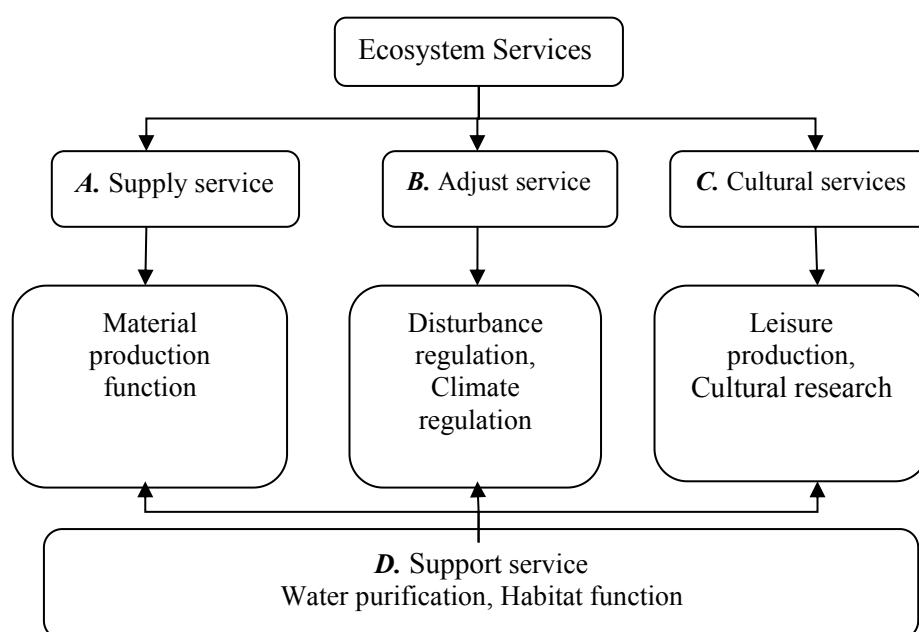 Ecosystem Services
A. Supply service
B. Adjust service
C. Cultural services
Material
production
function
Disturbance
regulation,
Climate
regulation
Leisure
production,
Cultural research
D. Support service
Water purification, Habitat function